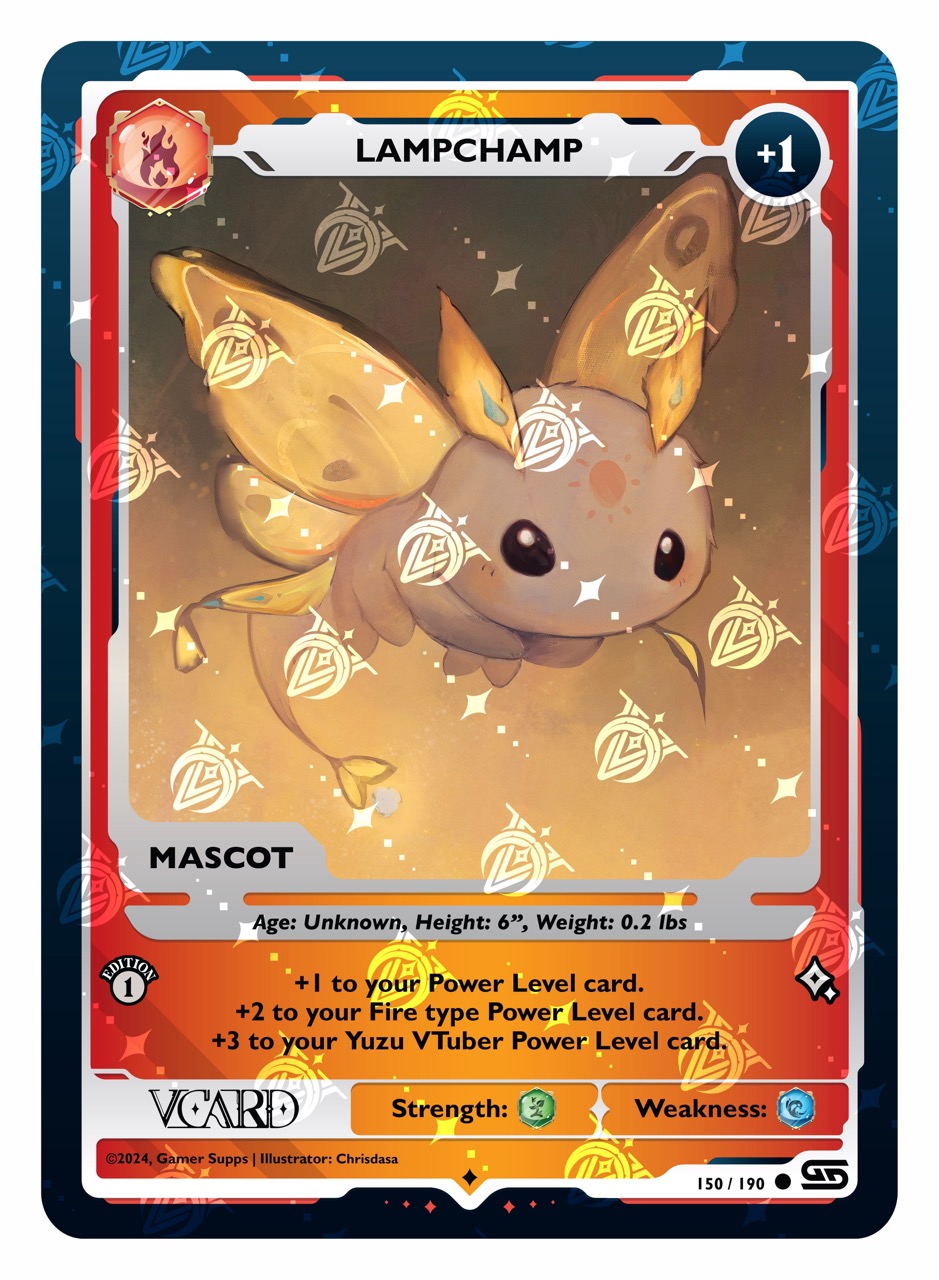 LAMPCHAMP
+1
MASCOT
Age: Unknown, Height: 6”, Weight: 0.2 lbs
EDITION
1
+1 to your Power Level card.
+2 to your Fire type Power Level card.
+3 to your Yuzu VTuber Power Level card.
VCARD
Strength:
Weakness:
©2024, Gamer Supps | Illustrator: Chrisdasa
150 / 190
GS